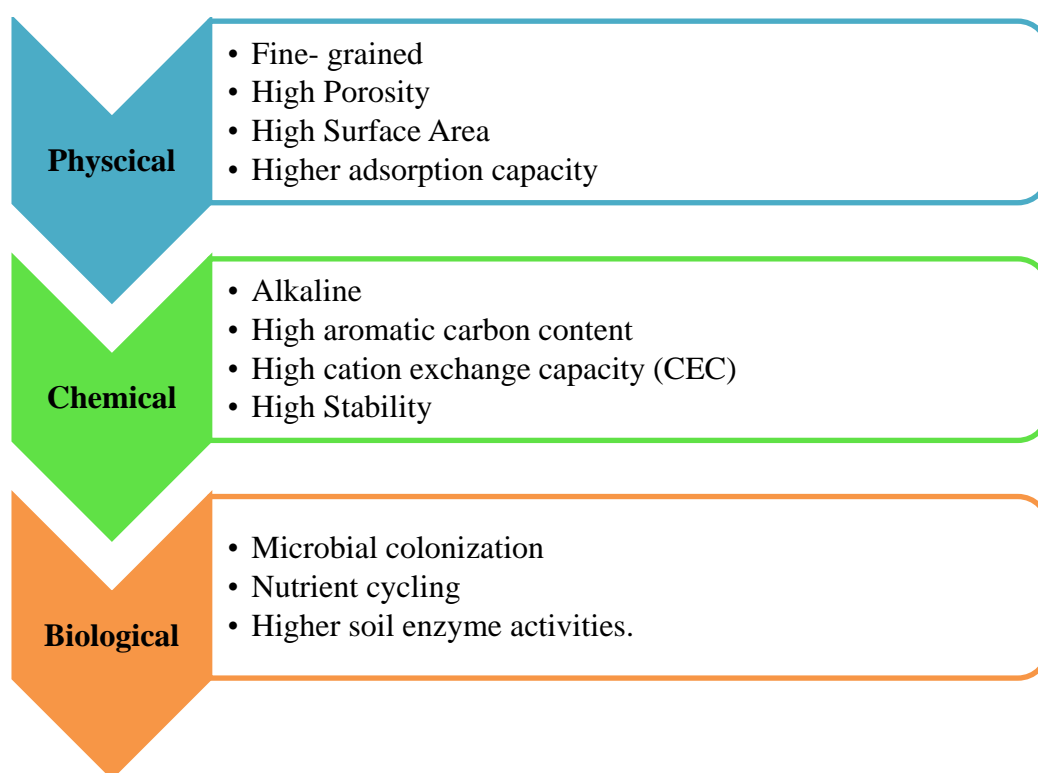 Physcical
• Fine- grained
• High Porosity
• High Surface Area
• Higher adsorption capacity
Chemical
• Alkaline
• High aromatic carbon content
• High cation exchange capacity (CEC)
• High Stability
Biological
• Microbial colonization
• Nutrient cycling
• Higher soil enzyme activities.